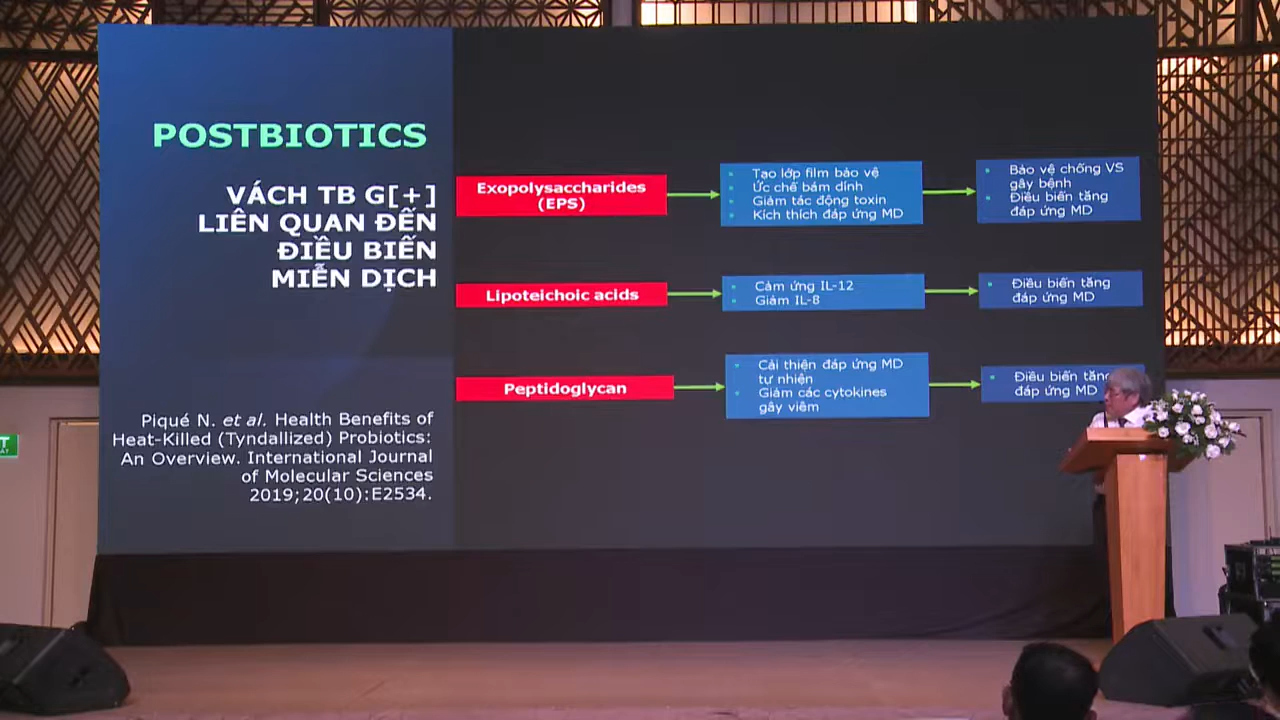 POSTBIOTICS
VÁCH TB G[+]
LIÊN QUAN ĐẾN
ĐIỀU BIẾN
MIỄN DỊCH
Piqué N. et al. Health Benefits of
Heat-Killed (Tyndallized) Probiotics:
An Overview. International Journal
of Molecular Sciences
2019;20(10):E2534.
Exopolysaccharides
(EPS)
Tạo lớp film bảo vệ
Ức chế bám dính
Giảm tác động toxin
Kích thích đáp ứng MD
Bảo vệ chống VS
gây bệnh
Điều biến tăng
đáp ứng MD
Lipoteichoic acids
Cảm ứng IL-12
Giảm IL-8
Điều biến tăng
đáp ứng MD
Peptidoglycan
Cải thiện đáp ứng MD
tự nhiên
Giảm các cytokines
gây viêm
Điều biến tăng
đáp ứng MD